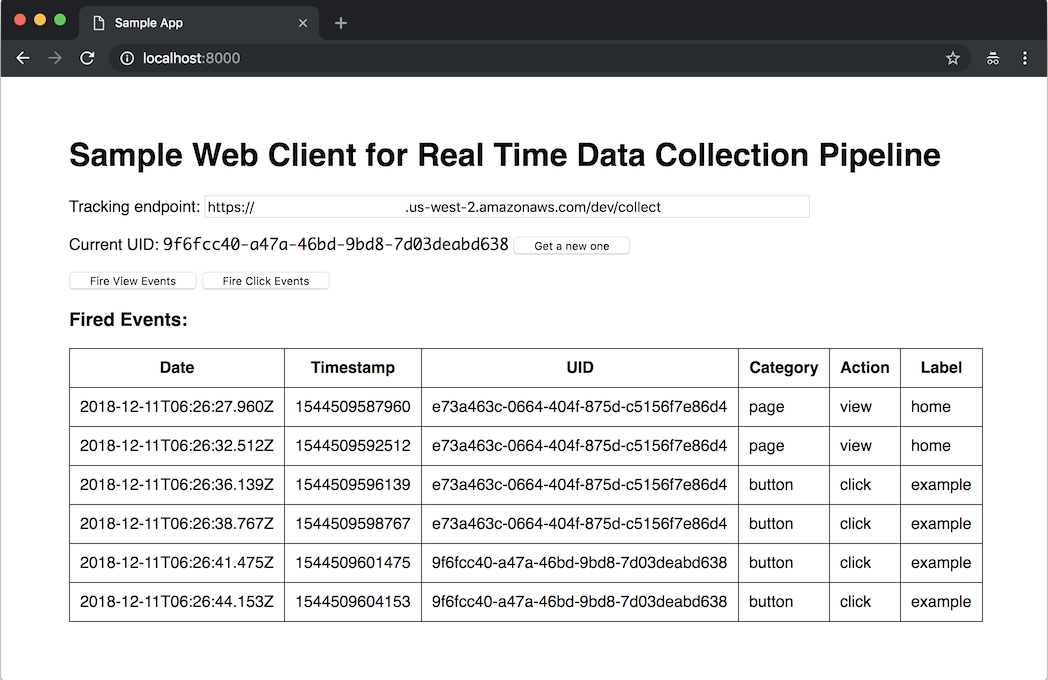 Sample App
localhost:8000
Sample Web Client for Real Time Data Collection Pipeline
Tracking endpoint: https:// .us-west-2.amazonaws.com/dev/collect
Current UID: 9f6fcc40-a47a-46bd-9bd8-7d03deabd638 Get a new one
Fire View Events Fire Click Events
Fired Events:
Date Timestamp UID Category Action Label
2018-12-11T06:26:27.960Z 1544509587960 e73a463c-0664-404f-875d-c5156f7e86d4 page view home
2018-12-11T06:26:32.512Z 1544509592512 e73a463c-0664-404f-875d-c5156f7e86d4 page view home
2018-12-11T06:26:36.139Z 1544509596139 e73a463c-0664-404f-875d-c5156f7e86d4 button click example
2018-12-11T06:26:38.767Z 1544509598767 e73a463c-0664-404f-875d-c5156f7e86d4 button click example
2018-12-11T06:26:41.475Z 1544509601475 9f6fcc40-a47a-46bd-9bd8-7d03deabd638 button click example
2018-12-11T06:26:44.153Z 1544509604153 9f6fcc40-a47a-46bd-9bd8-7d03deabd638 button click example